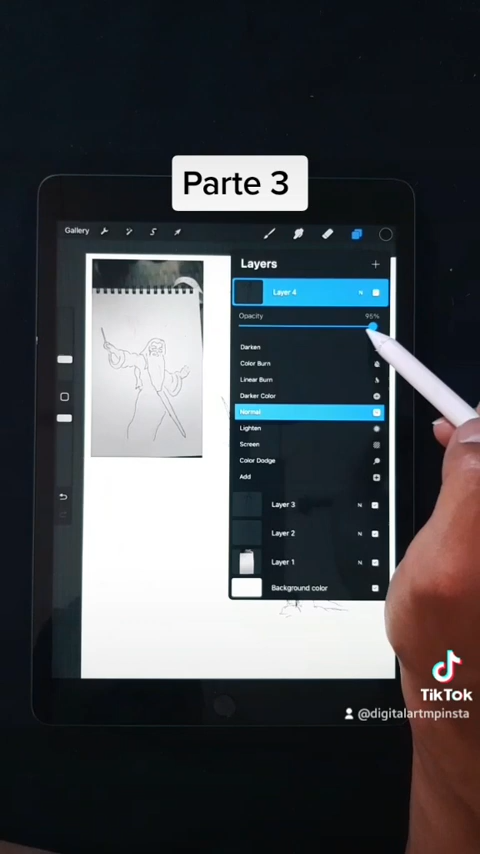 Parte 3
Gallery
Layers
Layer 4 N
Opacity 95%
Darken
Color Burn
Linear Burn
Darker Color
Normal
Lighten
Screen
Color Dodge
Add
Layer 3 N
Layer 2 N
Layer 1 N
Background color
TikTok
@digitalartmpinsta